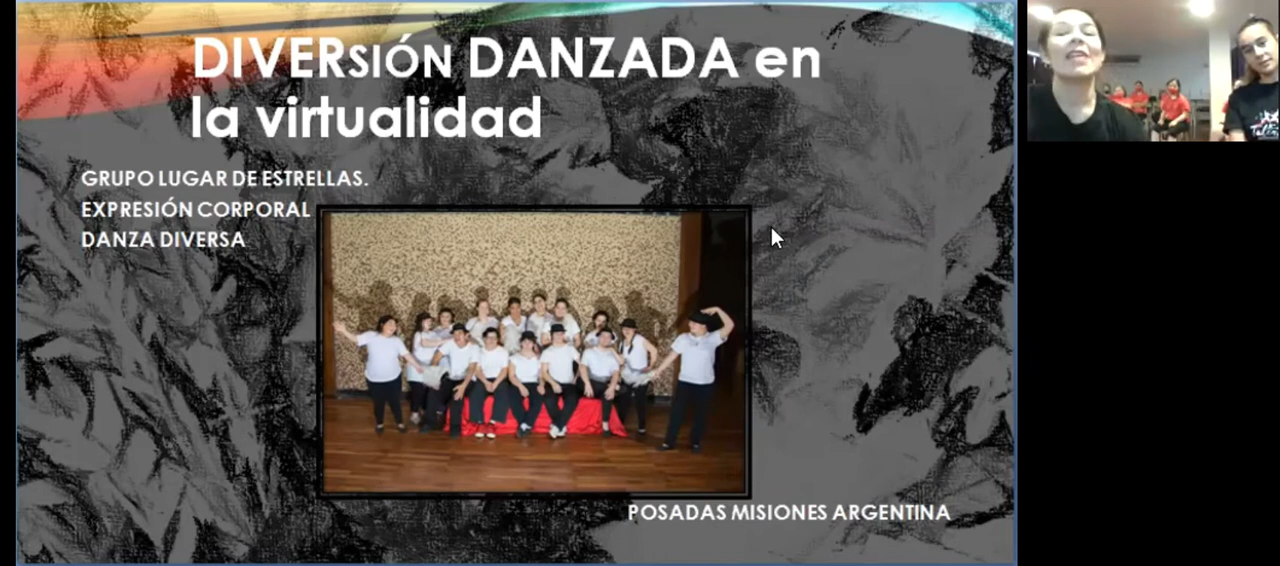 DIVERSIÓN DANZADA en
la virtualidad
GRUPO LUGAR DE ESTRELLAS.
EXPRESIÓN CORPORAL
DANZA DIVERSA
POSADAS MISIONES ARGENTINA